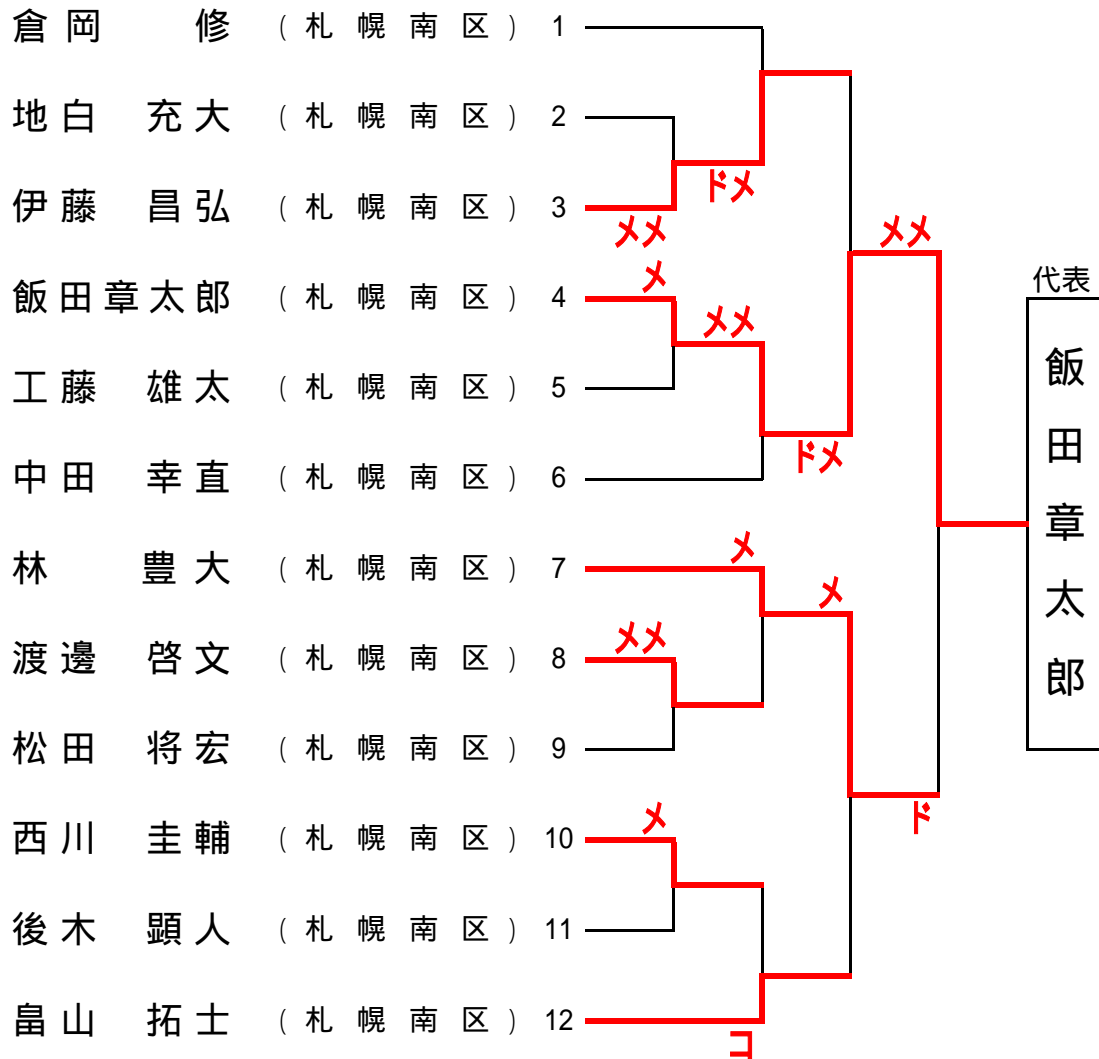 倉岡 修 (札幌南区) 1
地白 充大 (札幌南区) 2
ドメ
伊藤 昌弘 (札幌南区) 3
メメ
メメ
メ
飯田章太郎 (札幌南区) 4
メメ
工藤 雄太 (札幌南区) 5
ドメ
中田 幸直 (札幌南区) 6
メ
林 豊大 (札幌南区) 7
メ
メメ
渡邊 啓文 (札幌南区) 8
松田 将宏 (札幌南区) 9
メ
ド
西川 圭輔 (札幌南区) 10
後木 顕人 (札幌南区) 11
畠山 拓士 (札幌南区) 12
コ
代表
飯田章太郎